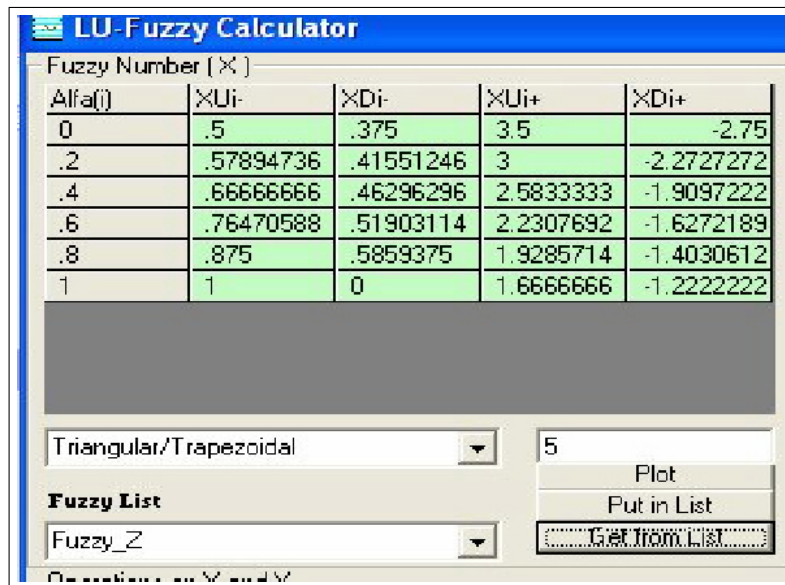 LU-Fuzzy Calculator
Fuzzy Number ( X )
Alfa(i) XUi- XDi- XUi+ XDi+
0 .5 .375 3.5 -2.75
.2 .57894736 .41551246 3 -2.2727272
.4 .66666666 .46296296 2.5833333 -1.9097222
.6 .76470588 .51903114 2.2307692 -1.6272189
.8 .875 .5859375 1.9285714 -1.4030612
1 1 0 1.6666666 -1.2222222
Triangular/Trapezoidal 5
Plot
Fuzzy List Put in List
Fuzzy_Z Get from List